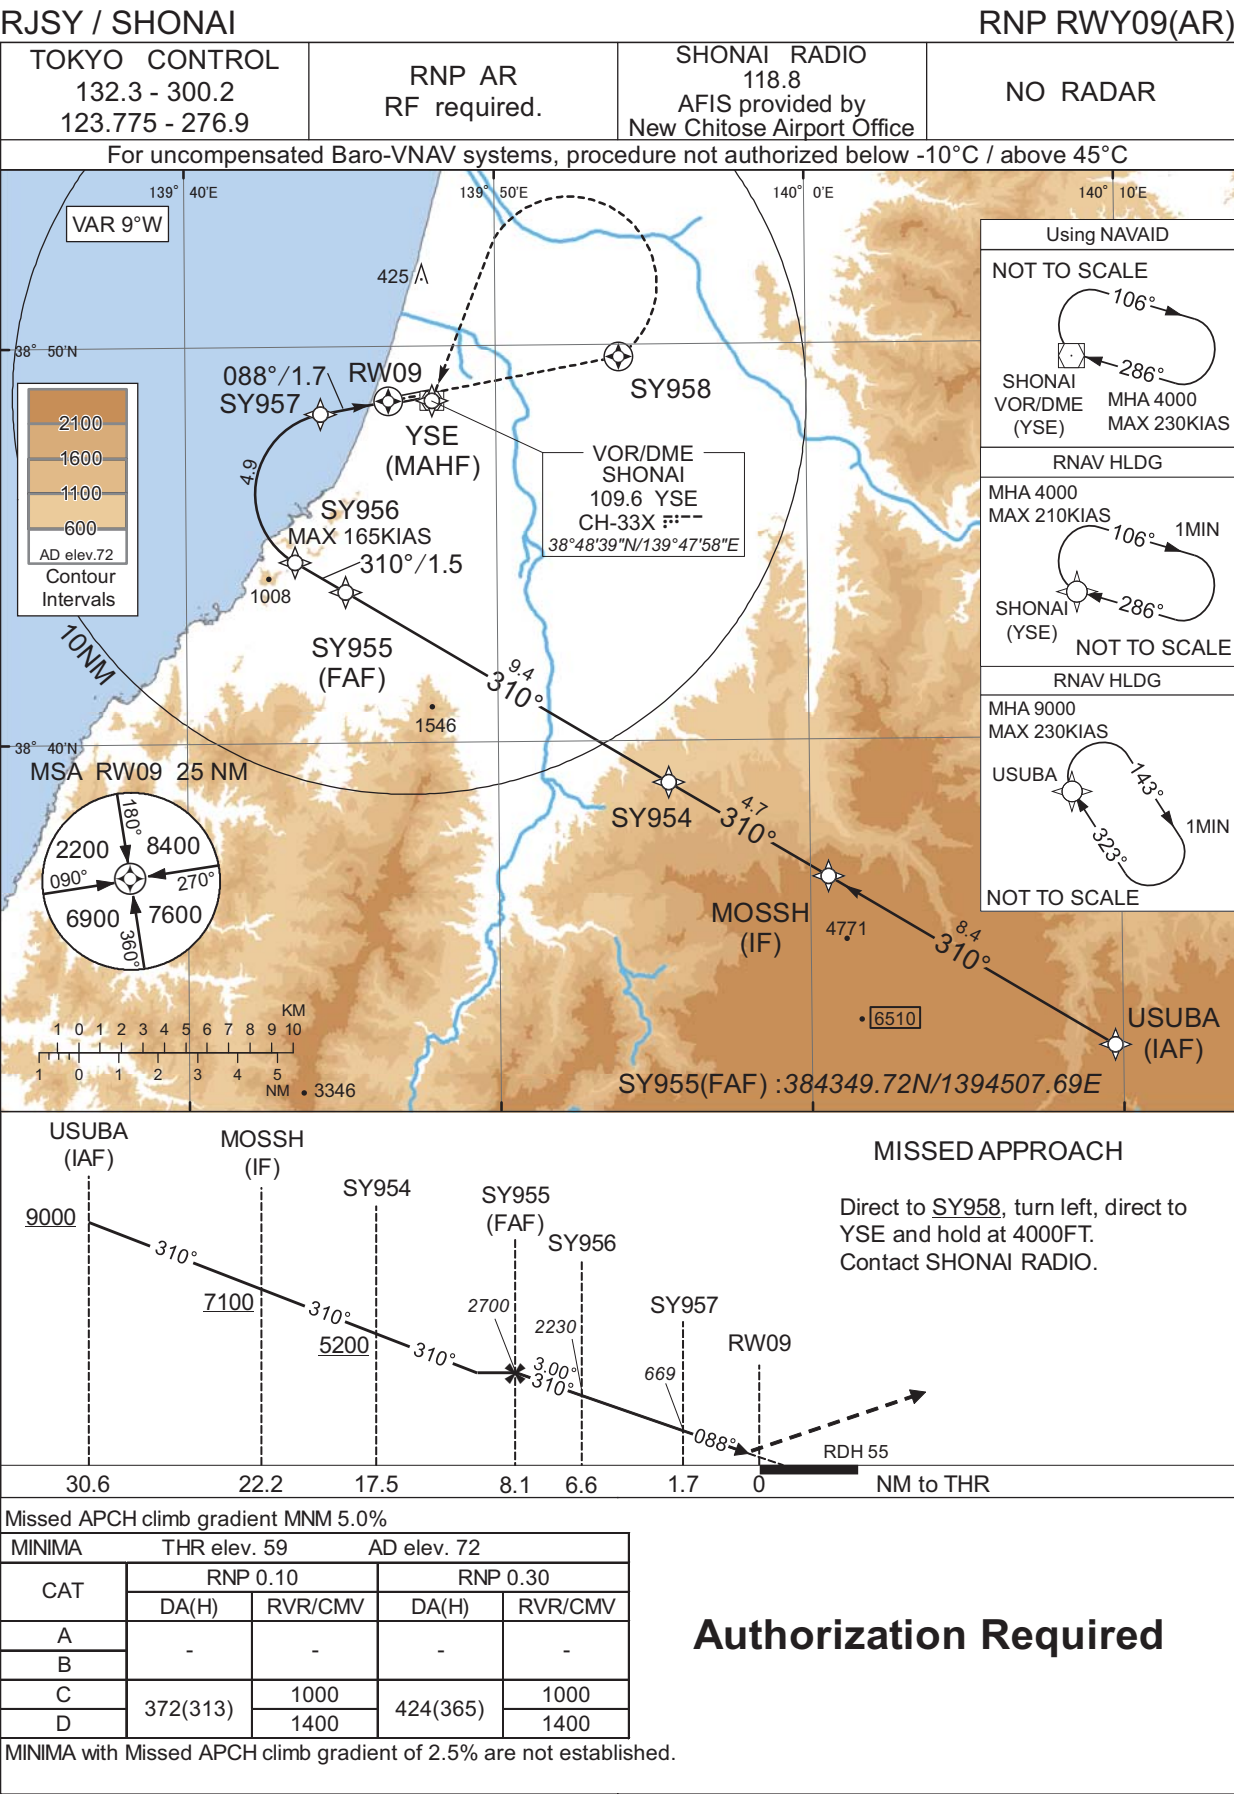 RJSY / SHONAI
RNP RWY09(AR)
TOKYO CONTROL
132.3 - 300.2
123.775 - 276.9
RNP AR
RF required.
SHONAI RADIO
118.8
AFIS provided by
New Chitose Airport Office
NO RADAR
For uncompensated Baro-VNAV systems, procedure not authorized below -10°C / above 45°C
139° 40'E
139° 50'E
140° 0'E
140° 10'E
VAR 9°W
425
38° 50'N
088°/1.7
RW09
SY957
SY958
YSE
(MAHF)
4.9
VOR/DME
SHONAI
109.6 YSE
CH-33X
38°48'39"N/139°47'58"E
SY956
MAX 165KIAS
310°/1.5
1008
SY955
(FAF)
10NM
9.4
310°
1546
38° 40'N
SY954
4.7
310°
MOSSH
(IF)
4771
8.4
310°
6510
USUBA
(IAF)
SY955(FAF) :384349.72N/1394507.69E
2100
1600
1100
600
AD elev.72
Contour
Intervals
MSA RW09 25 NM
180°
2200
8400
090°
270°
6900
7600
360°
KM
1 0 1 2 3 4 5 6 7 8 9 10
1 0 1 2 3 4 5
NM
3346
Using NAVAID
NOT TO SCALE
106°
286°
SHONAI
VOR/DME
(YSE)
MHA 4000
MAX 230KIAS
RNAV HLDG
MHA 4000
MAX 210KIAS
106°
1MIN
286°
SHONAI
(YSE)
NOT TO SCALE
RNAV HLDG
MHA 9000
MAX 230KIAS
USUBA
143°
1MIN
323°
NOT TO SCALE
USUBA
(IAF)
MOSSH
(IF)
SY954
SY955
(FAF)
SY956
SY957
RW09
9000
310°
7100
310°
5200
310°
2700
2230
3.00°
310°
669
088°
RDH 55
30.6
22.2
17.5
8.1
6.6
1.7
0
NM to THR
MISSED APPROACH
Direct to SY958, turn left, direct to
YSE and hold at 4000FT.
Contact SHONAI RADIO.
Missed APCH climb gradient MNM 5.0%
MINIMA THR elev. 59 AD elev. 72
CAT RNP 0.10 RNP 0.30
DA(H) RVR/CMV DA(H) RVR/CMV
A
B
- - - -
C 372(313) 1000 424(365) 1000
D 1400 1400
MINIMA with Missed APCH climb gradient of 2.5% are not established.
Authorization Required